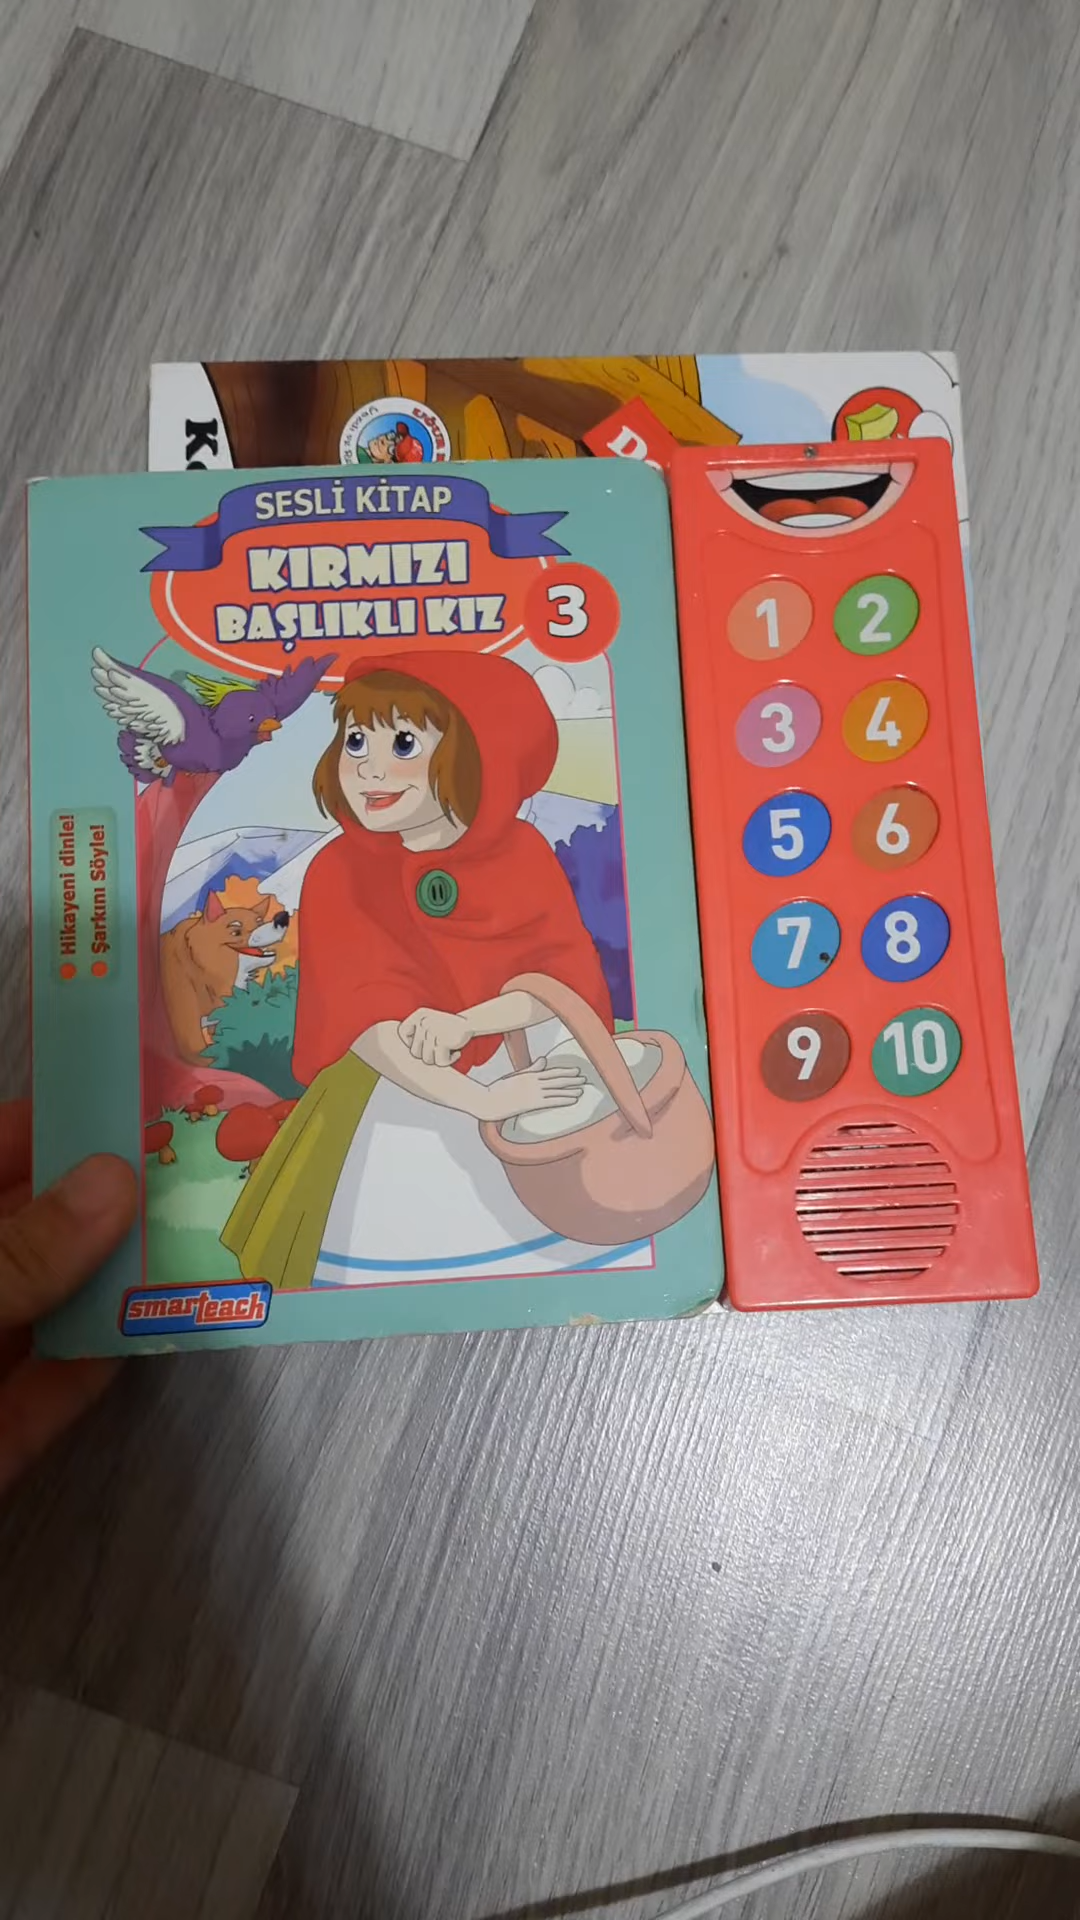 SESLİ KİTAP
KIRMIZI
BAŞLIKLI KIZ
3
Hikayeni dinle!
Şarkını Söyle!
smarteach
1 2
3 4
5 6
7 8
9 10